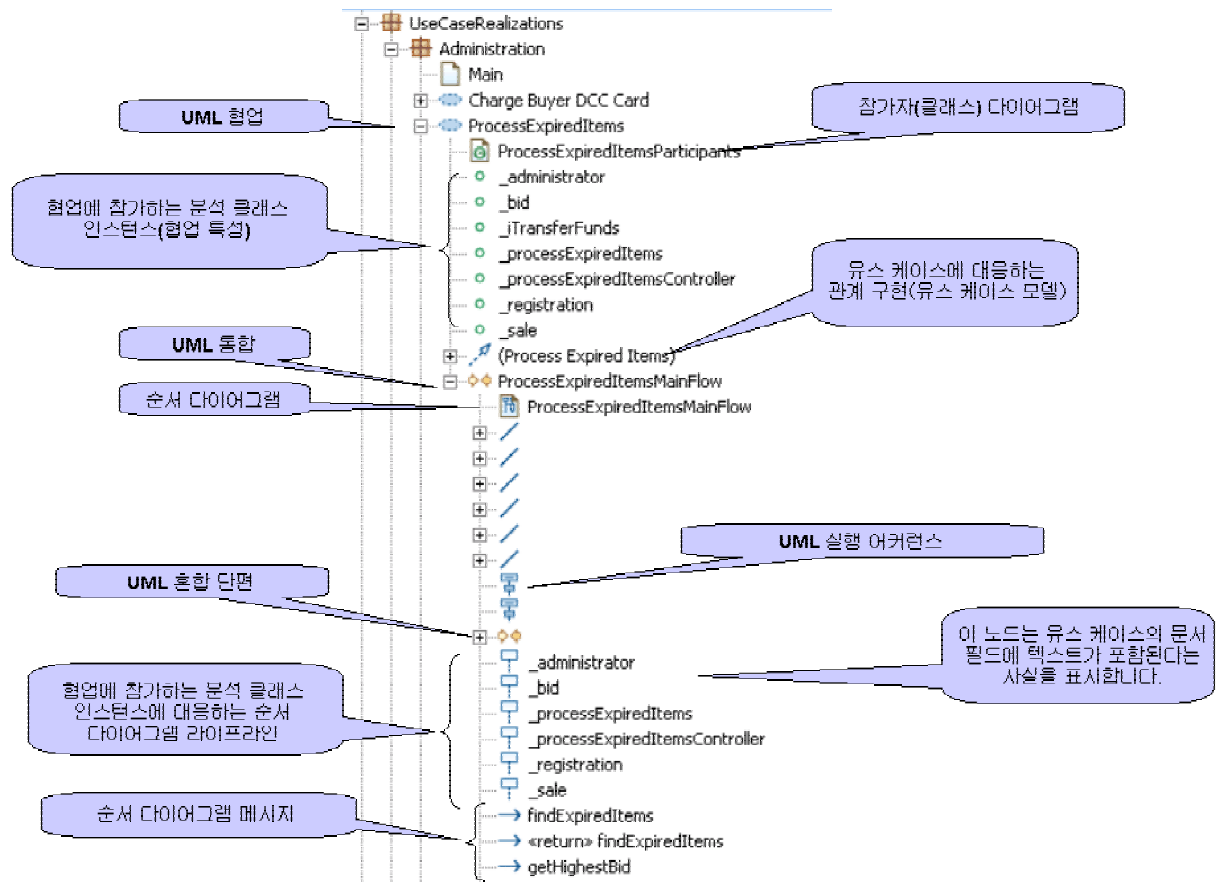 UseCaseRealizations
Administration
Main
Charge Buyer DCC Card
UML 협업
참가자(클래스) 다이어그램
ProcessExpiredItems
ProcessExpiredItemsParticipants
_administrator
_bid
_iTransferFunds
_processExpiredItems
_processExpiredItemsController
_registration
_sale
협업에 참가하는 분석 클래스
인스턴스(협업 특성)
유스 케이스에 대응하는
관계 구현(유스 케이스 모델)
UML 통합
(Process Expired Items)
ProcessExpiredItemsMainFlow
순서 다이어그램
ProcessExpiredItemsMainFlow
UML 실행 어커런스
UML 혼합 단편
이 노드는 유스 케이스의 문서
필드에 텍스트가 포함된다는
사실을 표시합니다.
_administrator
_bid
_processExpiredItems
_processExpiredItemsController
_registration
_sale
협업에 참가하는 분석 클래스
인스턴스에 대응하는 순서
다이어그램 라이프라인
순서 다이어그램 메시지
findExpiredItems
«return» findExpiredItems
getHighestBid